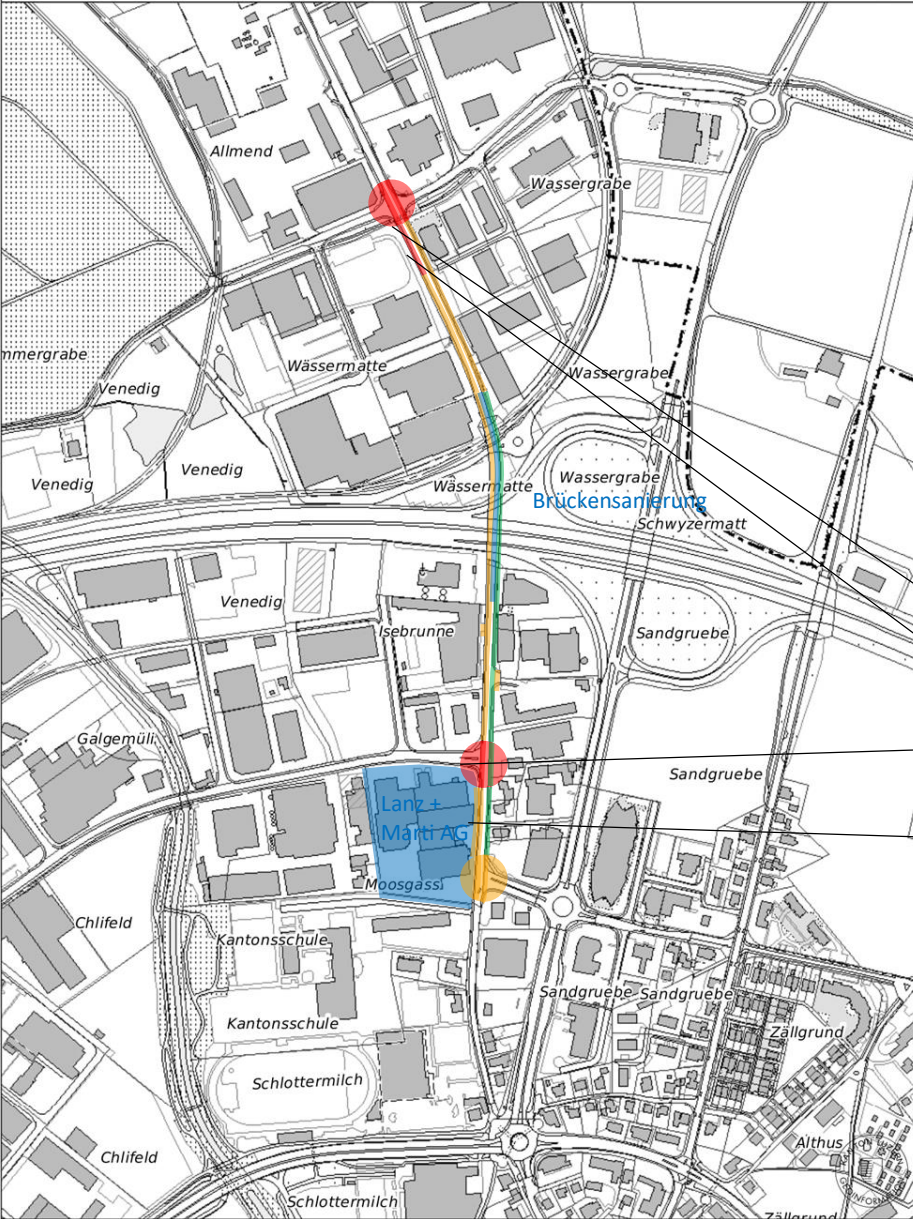 Allmend
Wassergrabe
mmergrabe
Wässermatte
Wassergrabe
Venedig
Venedig
Venedig
Wässermatte
Wassergrabe
Brückensanierung
Schwyzermatt
Venedig
Isebrunne
Sandgruebe
Galgemüli
Sandgruebe
Lanz +
Marti AG
Moosgass
Chlifeld
Kantonsschule
Sandgruebe
Sandgruebe
Kantonsschule
Zällgrund
Schlottermilch
Althus
Chlifeld
Schlottermilch
Zällgrund